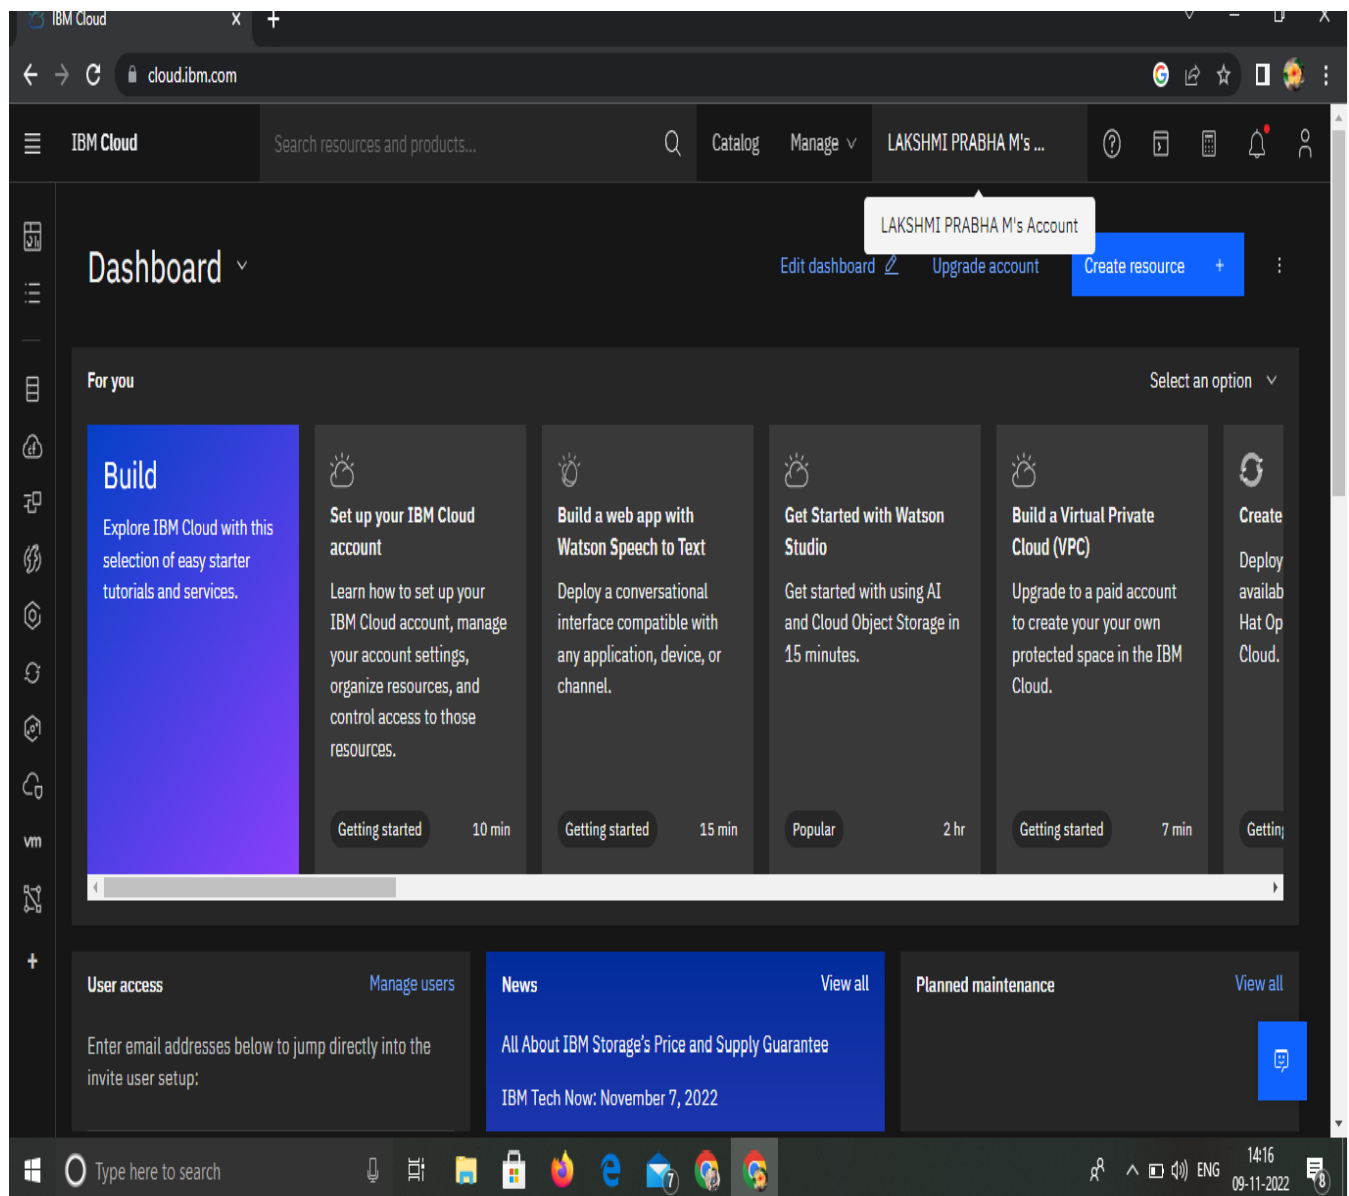 IBM Cloud
cloud.ibm.com
IBM Cloud
Search resources and products...
Catalog
Manage
LAKSHMI PRABHA M's ...
LAKSHMI PRABHA M's Account
Dashboard
Edit dashboard
Upgrade account
Create resource +
For you
Select an option
Build
Explore IBM Cloud with this
selection of easy starter
tutorials and services.
Set up your IBM Cloud
account
Learn how to set up your
IBM Cloud account, manage
your account settings,
organize resources, and
control access to those
resources.
Getting started
10 min
Build a web app with
Watson Speech to Text
Deploy a conversational
interface compatible with
any application, device, or
channel.
Getting started
15 min
Get Started with Watson
Studio
Get started with using AI
and Cloud Object Storage in
15 minutes.
Popular
2 hr
Build a Virtual Private
Cloud (VPC)
Upgrade to a paid account
to create your your own
protected space in the IBM
Cloud.
Getting started
7 min
Create
Deploy
availab
Hat Op
Cloud.
Getting
vm
User access
Manage users
Enter email addresses below to jump directly into the
invite user setup:
News
View all
All About IBM Storage's Price and Supply Guarantee
IBM Tech Now: November 7, 2022
Planned maintenance
View all
Type here to search
7
ENG
14:16
09-11-2022
8